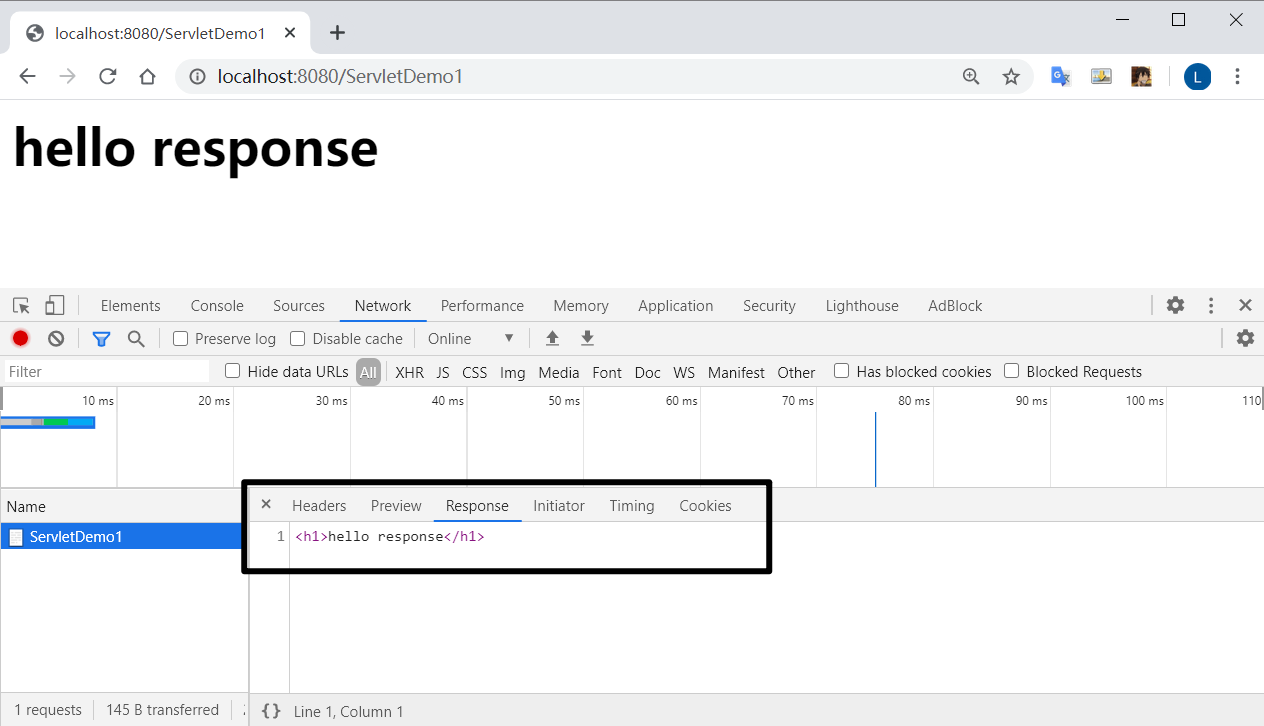 localhost:8080/ServletDemo1
localhost:8080/ServletDemo1 L
hello response
Elements Console Sources Network Performance Memory Application Security Lighthouse AdBlock
Preserve log Disable cache Online
Filter Hide data URLs All XHR JS CSS Img Media Font Doc WS Manifest Other Has blocked cookies Blocked Requests
10 ms 20 ms 30 ms 40 ms 50 ms 60 ms 70 ms 80 ms 90 ms 100 ms 110
Name Headers Preview Response Initiator Timing Cookies
ServletDemo1 1 <h1>hello response</h1>
1 requests 145 B transferred {} Line 1, Column 1